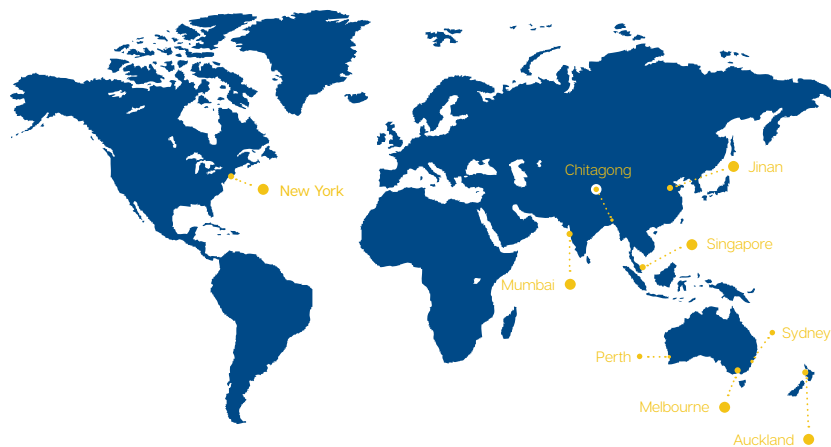 Chitagong
Jinan
New York
Singapore
Mumbai
Sydney
Perth
Melbourne
Auckland